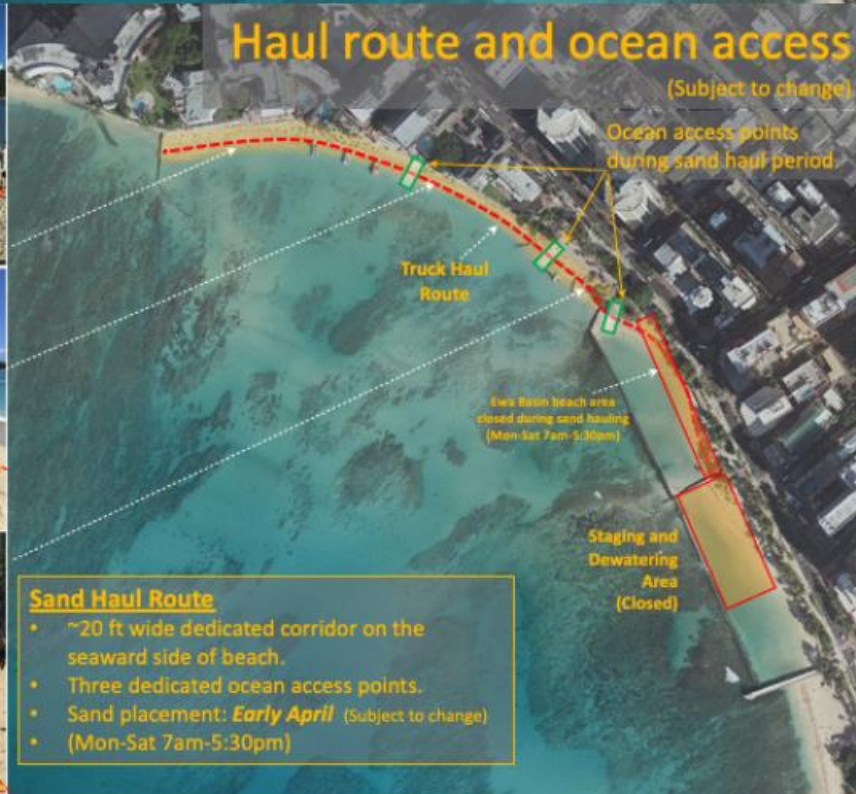 Haul route and ocean access
(Subject to change)
Ocean access points
during sand haul period.
Truck Haul
Route
Ewa Basin beach area
closed during sand hauling
(Mon-Sat 7am-5:30pm)
Staging and
Dewatering
Area
(Closed)
Sand Haul Route
• ~20 ft wide dedicated corridor on the
seaward side of beach.
• Three dedicated ocean access points.
• Sand placement: Early April (Subject to change)
• (Mon-Sat 7am-5:30pm)